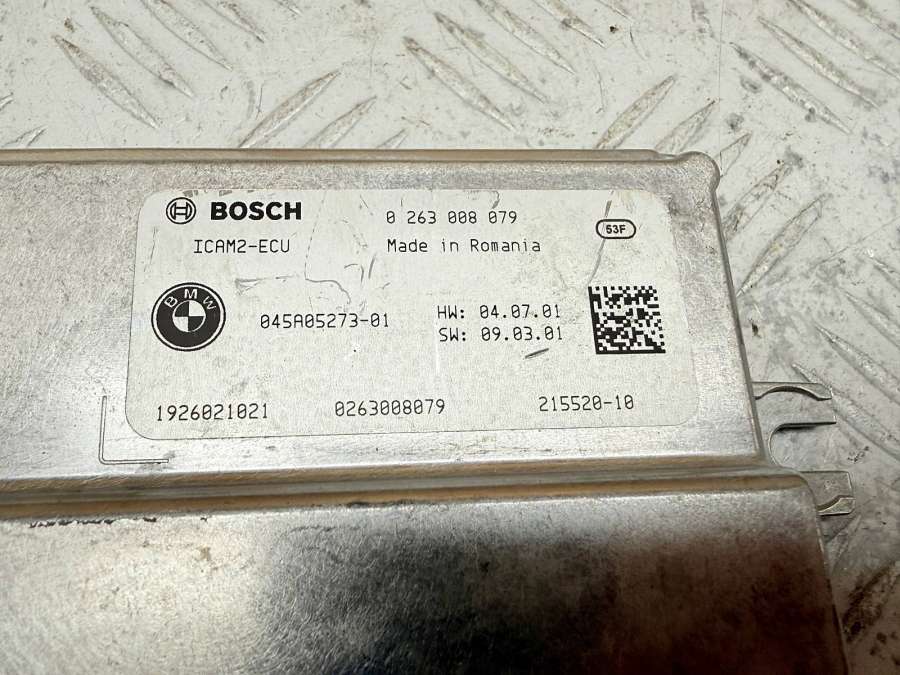 BOSCH
0 263 008 079
ICAM2-ECU
Made in Romania
53F
BMW
045A05273-01
HW: 04.07.01
SW: 09.03.01
1926021021
0263008079
215520-10